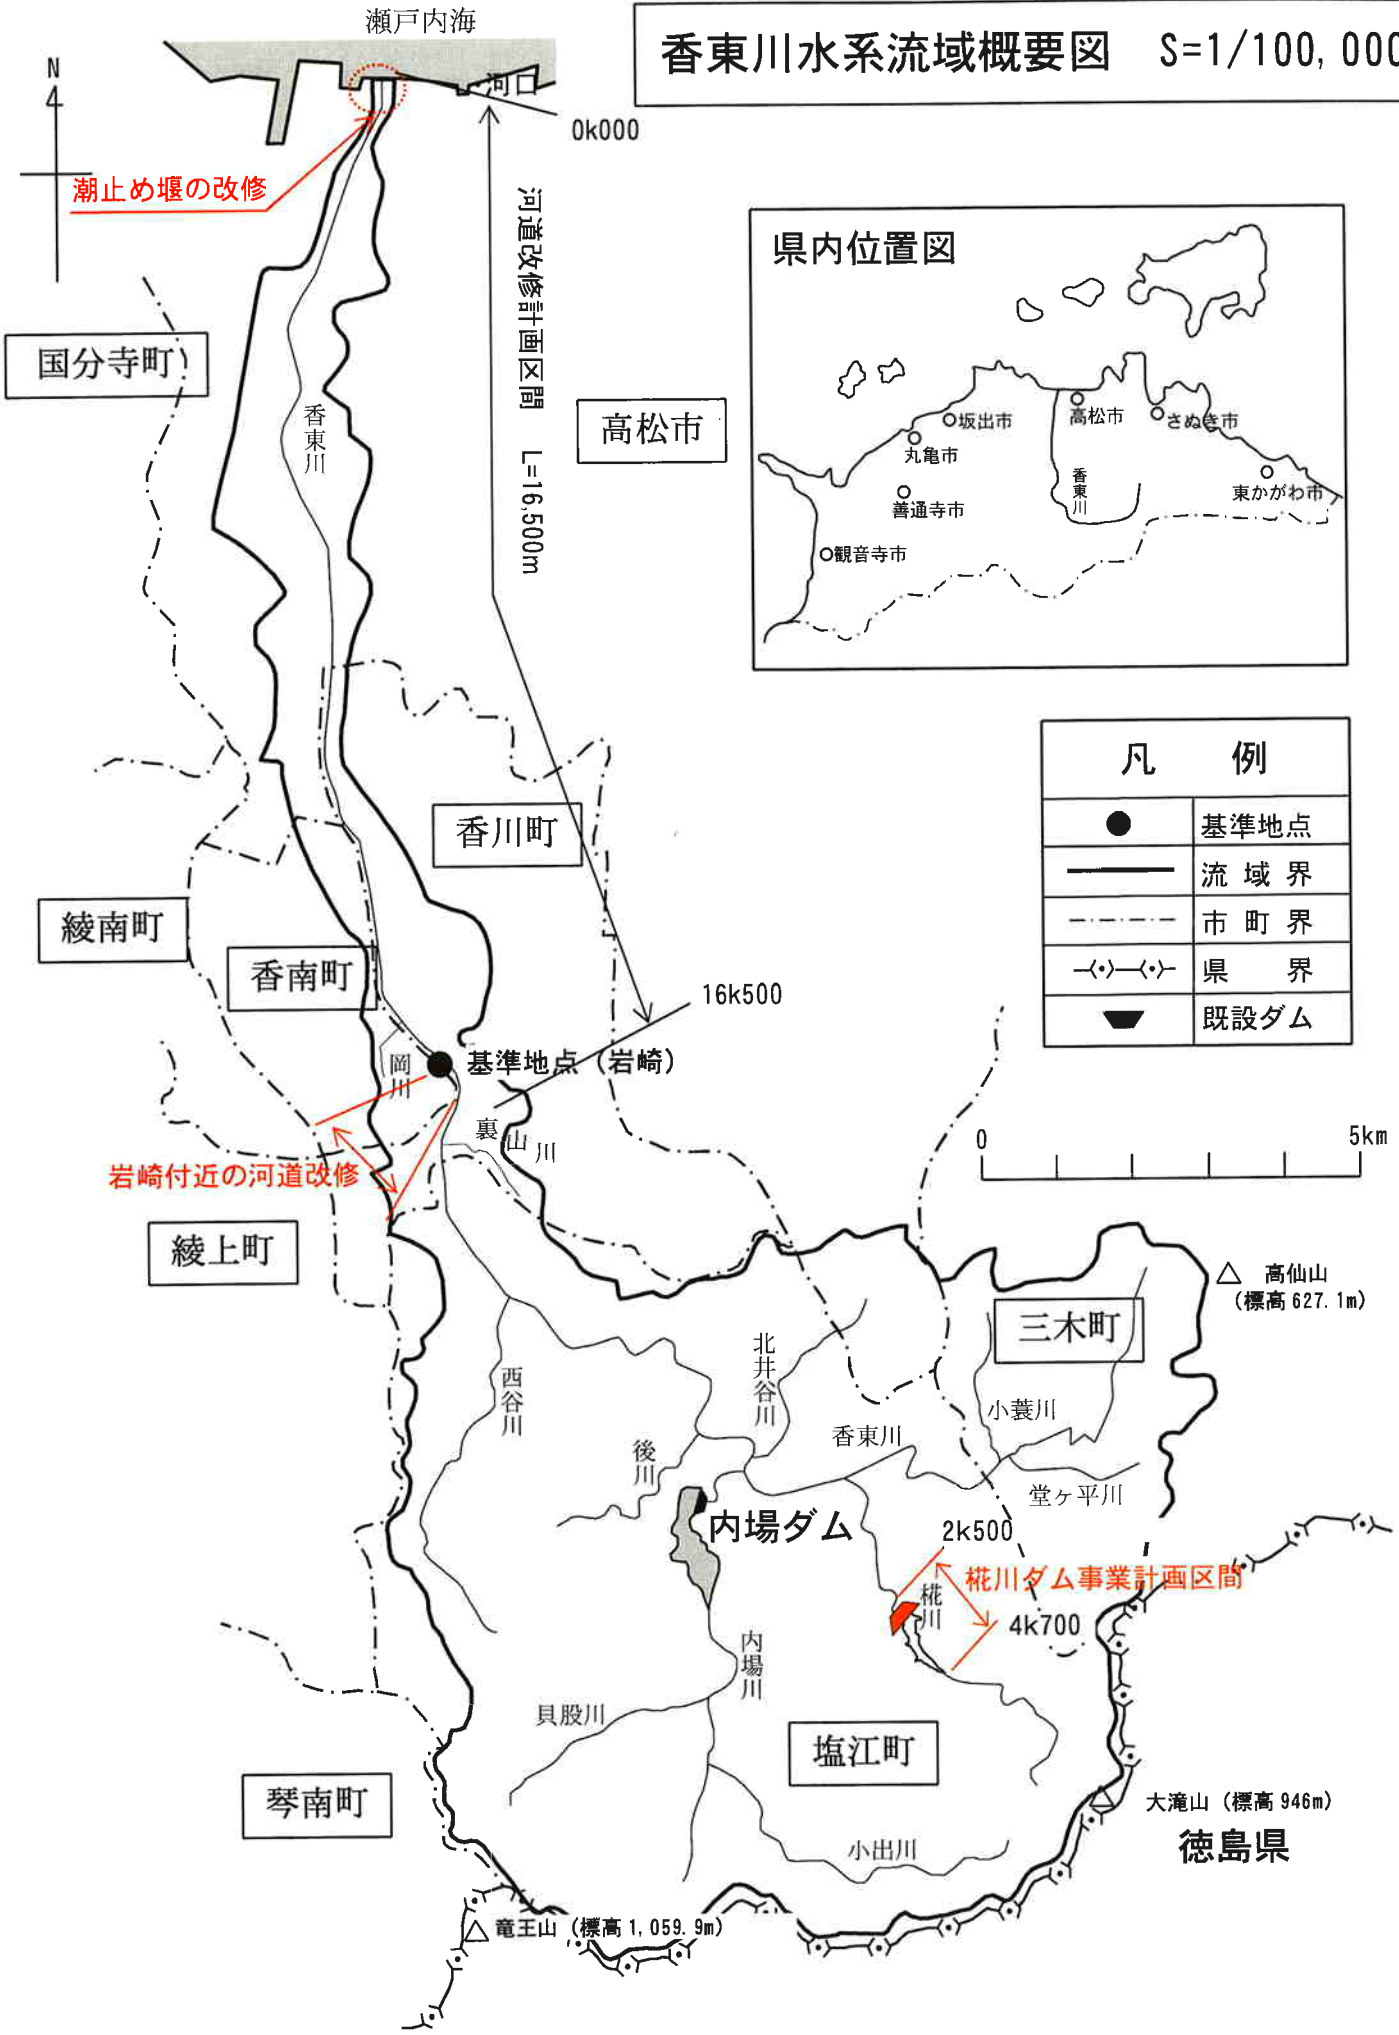 瀬戸内海
香東川水系流域概要図 S=1/100,000
N
4
河口
0k000
潮止め堰の改修
河道改修計画区間 L=16,500m
県内位置図
坂出市
高松市
さぬき市
丸亀市
善通寺市
香東川
東かがわ市
観音寺市
国分寺町
高松市
香東川
凡 例
基準地点
流域界
市町界
県 界
既設ダム
香川町
綾南町
香南町
16k500
岡川
基準地点（岩崎）
裏山川
0
5km
岩崎付近の河道改修
綾上町
高仙山
(標高627.1m)
三木町
北井谷川
西谷川
小蓑川
香東川
後川
堂ヶ平川
内場ダム
2k500
椛川ダム事業計画区間
椛川
4k700
内場川
貝股川
塩江町
琴南町
大滝山（標高946m）
徳島県
小出川
竜王山（標高1,059.9m）